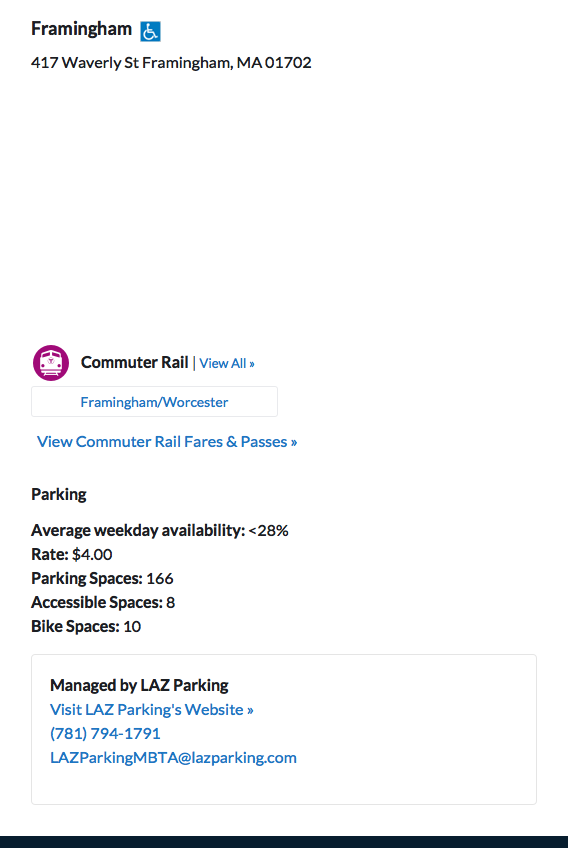 Framingham
417 Waverly St Framingham, MA 01702
Commuter Rail | View All »
Framingham/Worcester
View Commuter Rail Fares & Passes »
Parking
Average weekday availability: <28%
Rate: $4.00
Parking Spaces: 166
Accessible Spaces: 8
Bike Spaces: 10
Managed by LAZ Parking
Visit LAZ Parking's Website »
(781) 794-1791
LAZParkingMBTA@lazparking.com